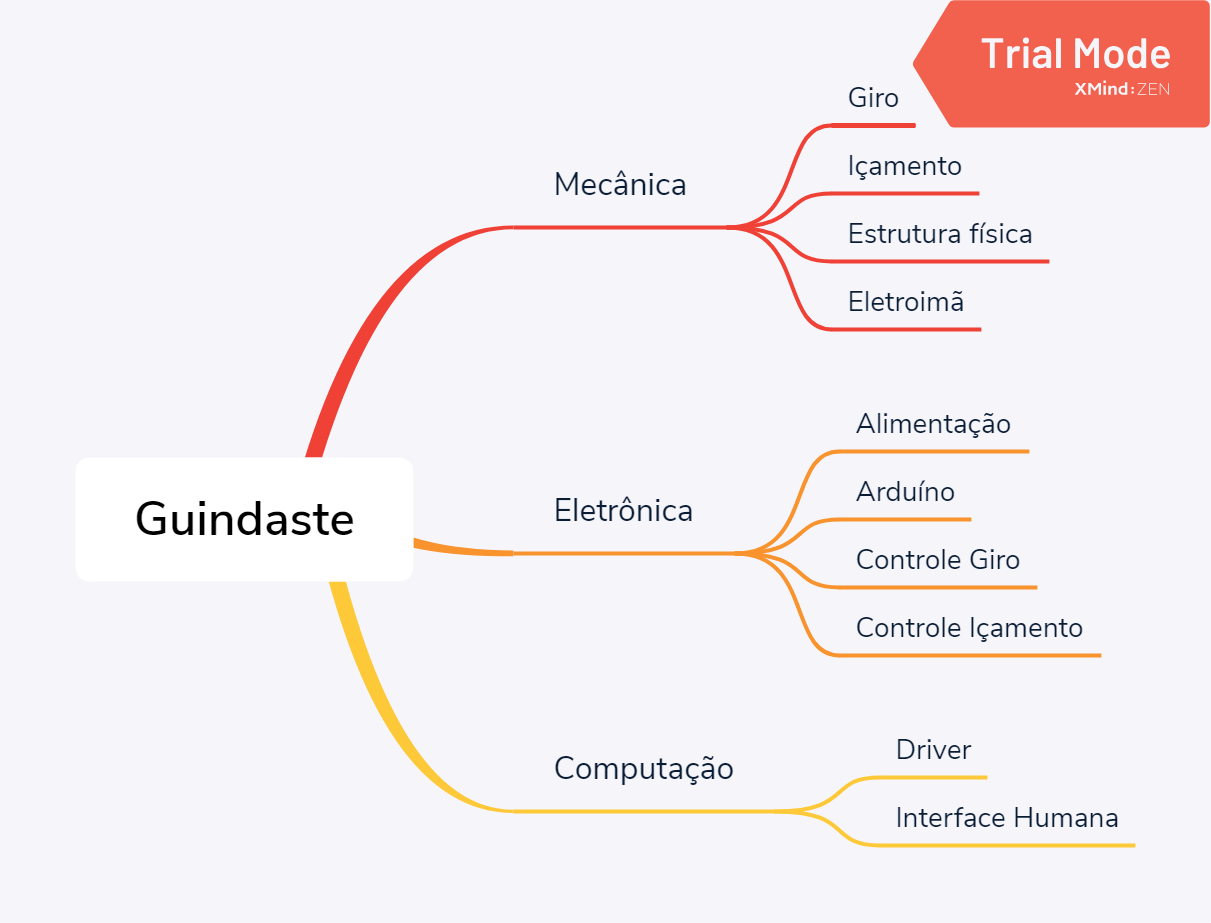 Trial Mode
XMind:ZEN
Guindaste
Mecânica
Giro
Içamento
Estrutura física
Eletroimã
Eletrônica
Alimentação
Arduíno
Controle Giro
Controle Içamento
Computação
Driver
Interface Humana